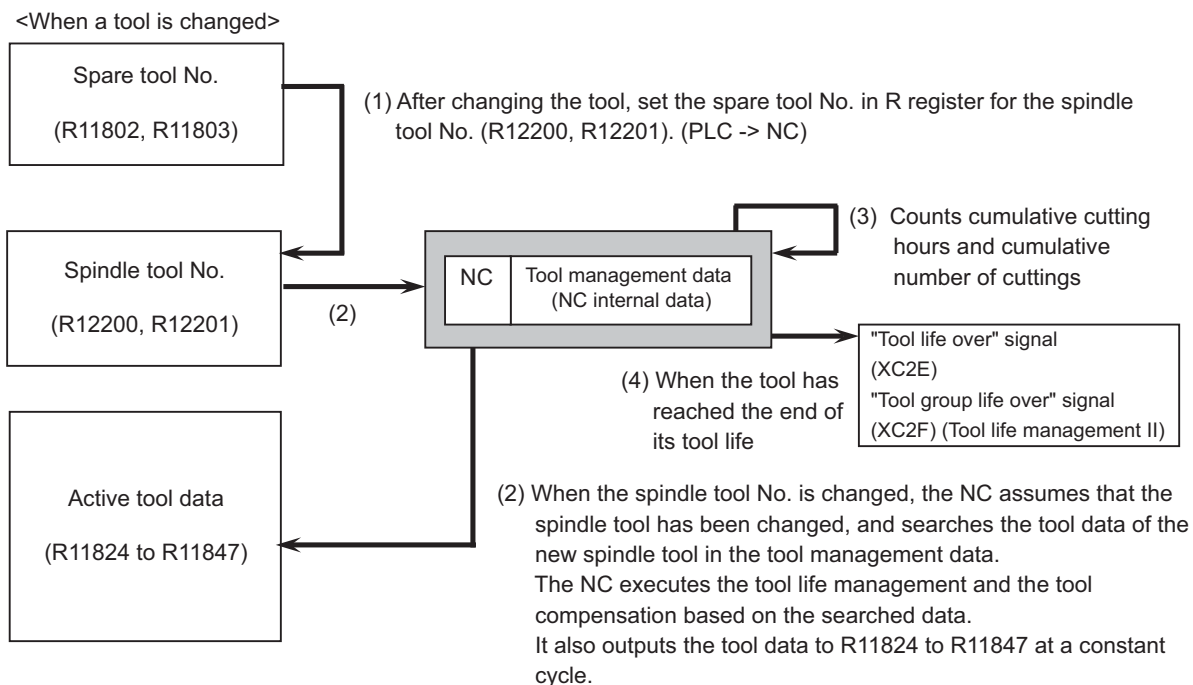 <When a tool is changed>
Spare tool No.
(R11802, R11803)
(1) After changing the tool, set the spare tool No. in R register for the spindle
tool No. (R12200, R12201). (PLC -> NC)
Spindle tool No.
(R12200, R12201)
(2)
NC
Tool management data
(NC internal data)
(3) Counts cumulative cutting
hours and cumulative
number of cuttings
(4) When the tool has
reached the end of
its tool life
"Tool life over" signal
(XC2E)
"Tool group life over" signal
(XC2F) (Tool life management II)
Active tool data
(R11824 to R11847)
(2) When the spindle tool No. is changed, the NC assumes that the
spindle tool has been changed, and searches the tool data of the
new spindle tool in the tool management data.
The NC executes the tool life management and the tool
compensation based on the searched data.
It also outputs the tool data to R11824 to R11847 at a constant
cycle.